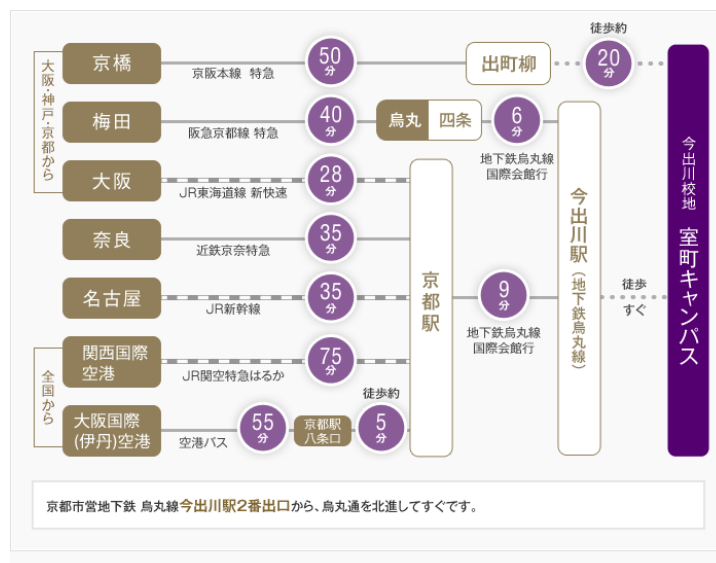 大阪・神戸・京都から
京橋
京阪本線 特急
50分
出町柳
徒歩約
20分
梅田
阪急京都線 特急
40分
烏丸 四条
6分
地下鉄烏丸線
国際会館行
大阪
JR東海道線 新快速
28分
奈良
近鉄京奈特急
35分
名古屋
JR新幹線
35分
全国から
関西国際
空港
JR関空特急はるか
75分
大阪国際
(伊丹)空港
空港バス
55分
京都駅
八条口
徒歩約
5分
京都駅
9分
地下鉄烏丸線
国際会館行
今出川駅(地下鉄烏丸線)
徒歩
すぐ
今出川校地 室町キャンパス
京都市営地下鉄 烏丸線今出川駅2番出口から、烏丸通を北進してすぐです。